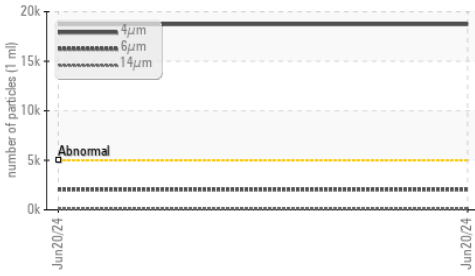 20k
4μm
6μm
15k
14μm
number of particles (1 ml)
10k
Abnormal
5k
0k
Jun20/24
Jun20/24